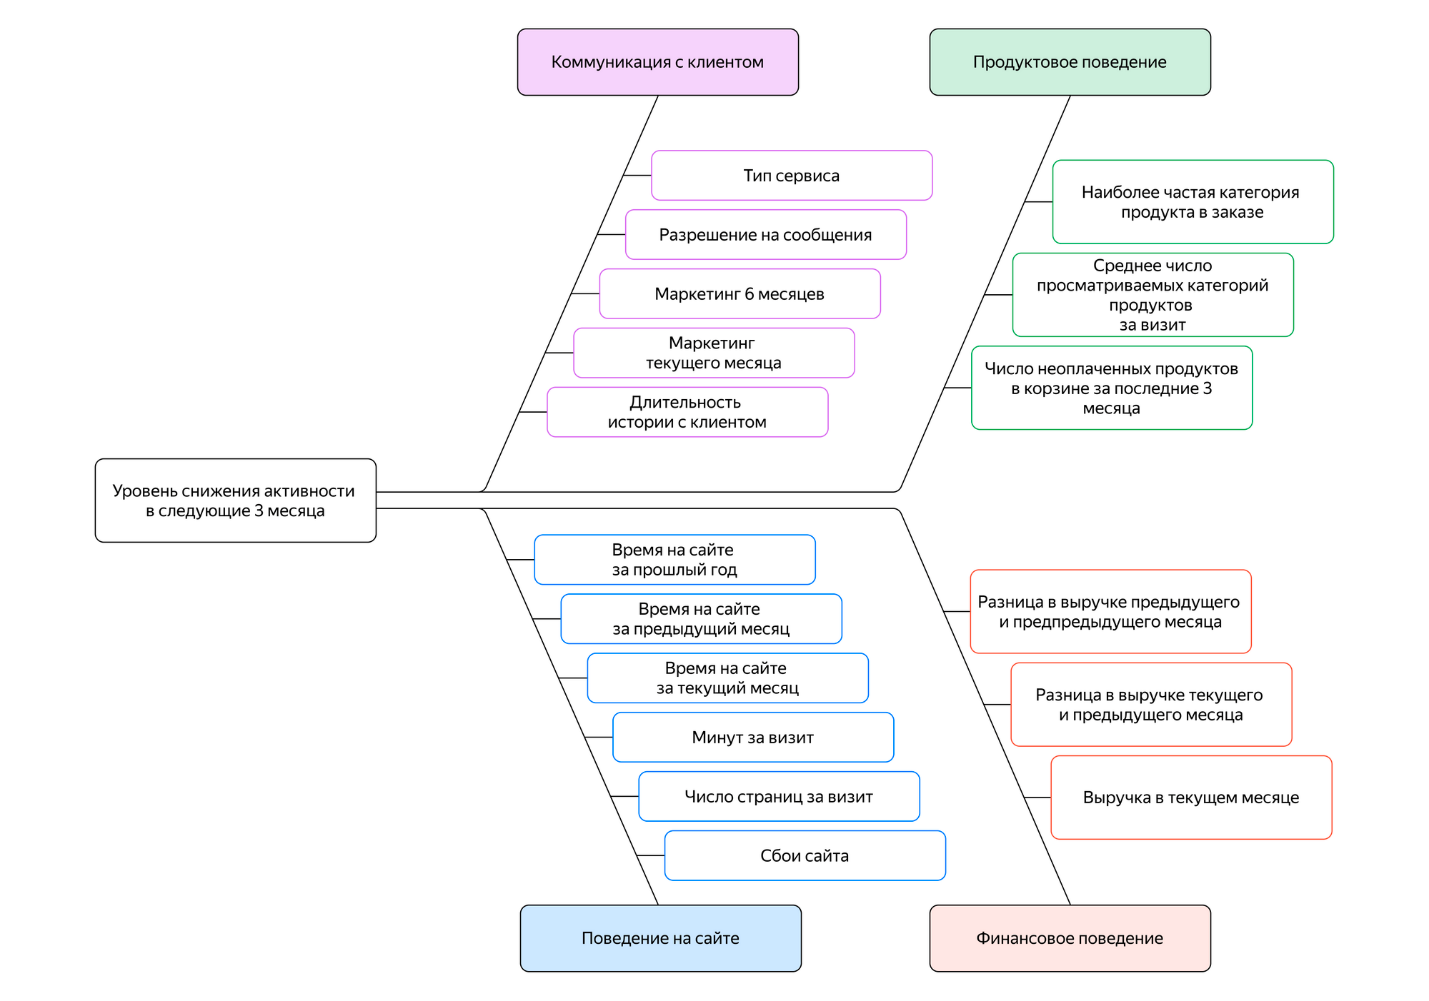 Коммуникация с клиентом
Тип сервиса
Разрешение на сообщения
Маркетинг 6 месяцев
Маркетинг
текущего месяца
Длительность
истории с клиентом
Продуктовое поведение
Наиболее частая категория
продукта в заказе
Среднее число
просматриваемых категорий
продуктов
за визит
Число неоплаченных продуктов
в корзине за последние 3
месяца
Уровень снижения активности
в следующие 3 месяца
Время на сайте
за прошлый год
Время на сайте
за предыдущий месяц
Время на сайте
за текущий месяц
Минут за визит
Число страниц за визит
Сбои сайта
Поведение на сайте
Разница в выручке предыдущего
и предпредыдущего месяца
Разница в выручке текущего
и предыдущего месяца
Выручка в текущем месяце
Финансовое поведение